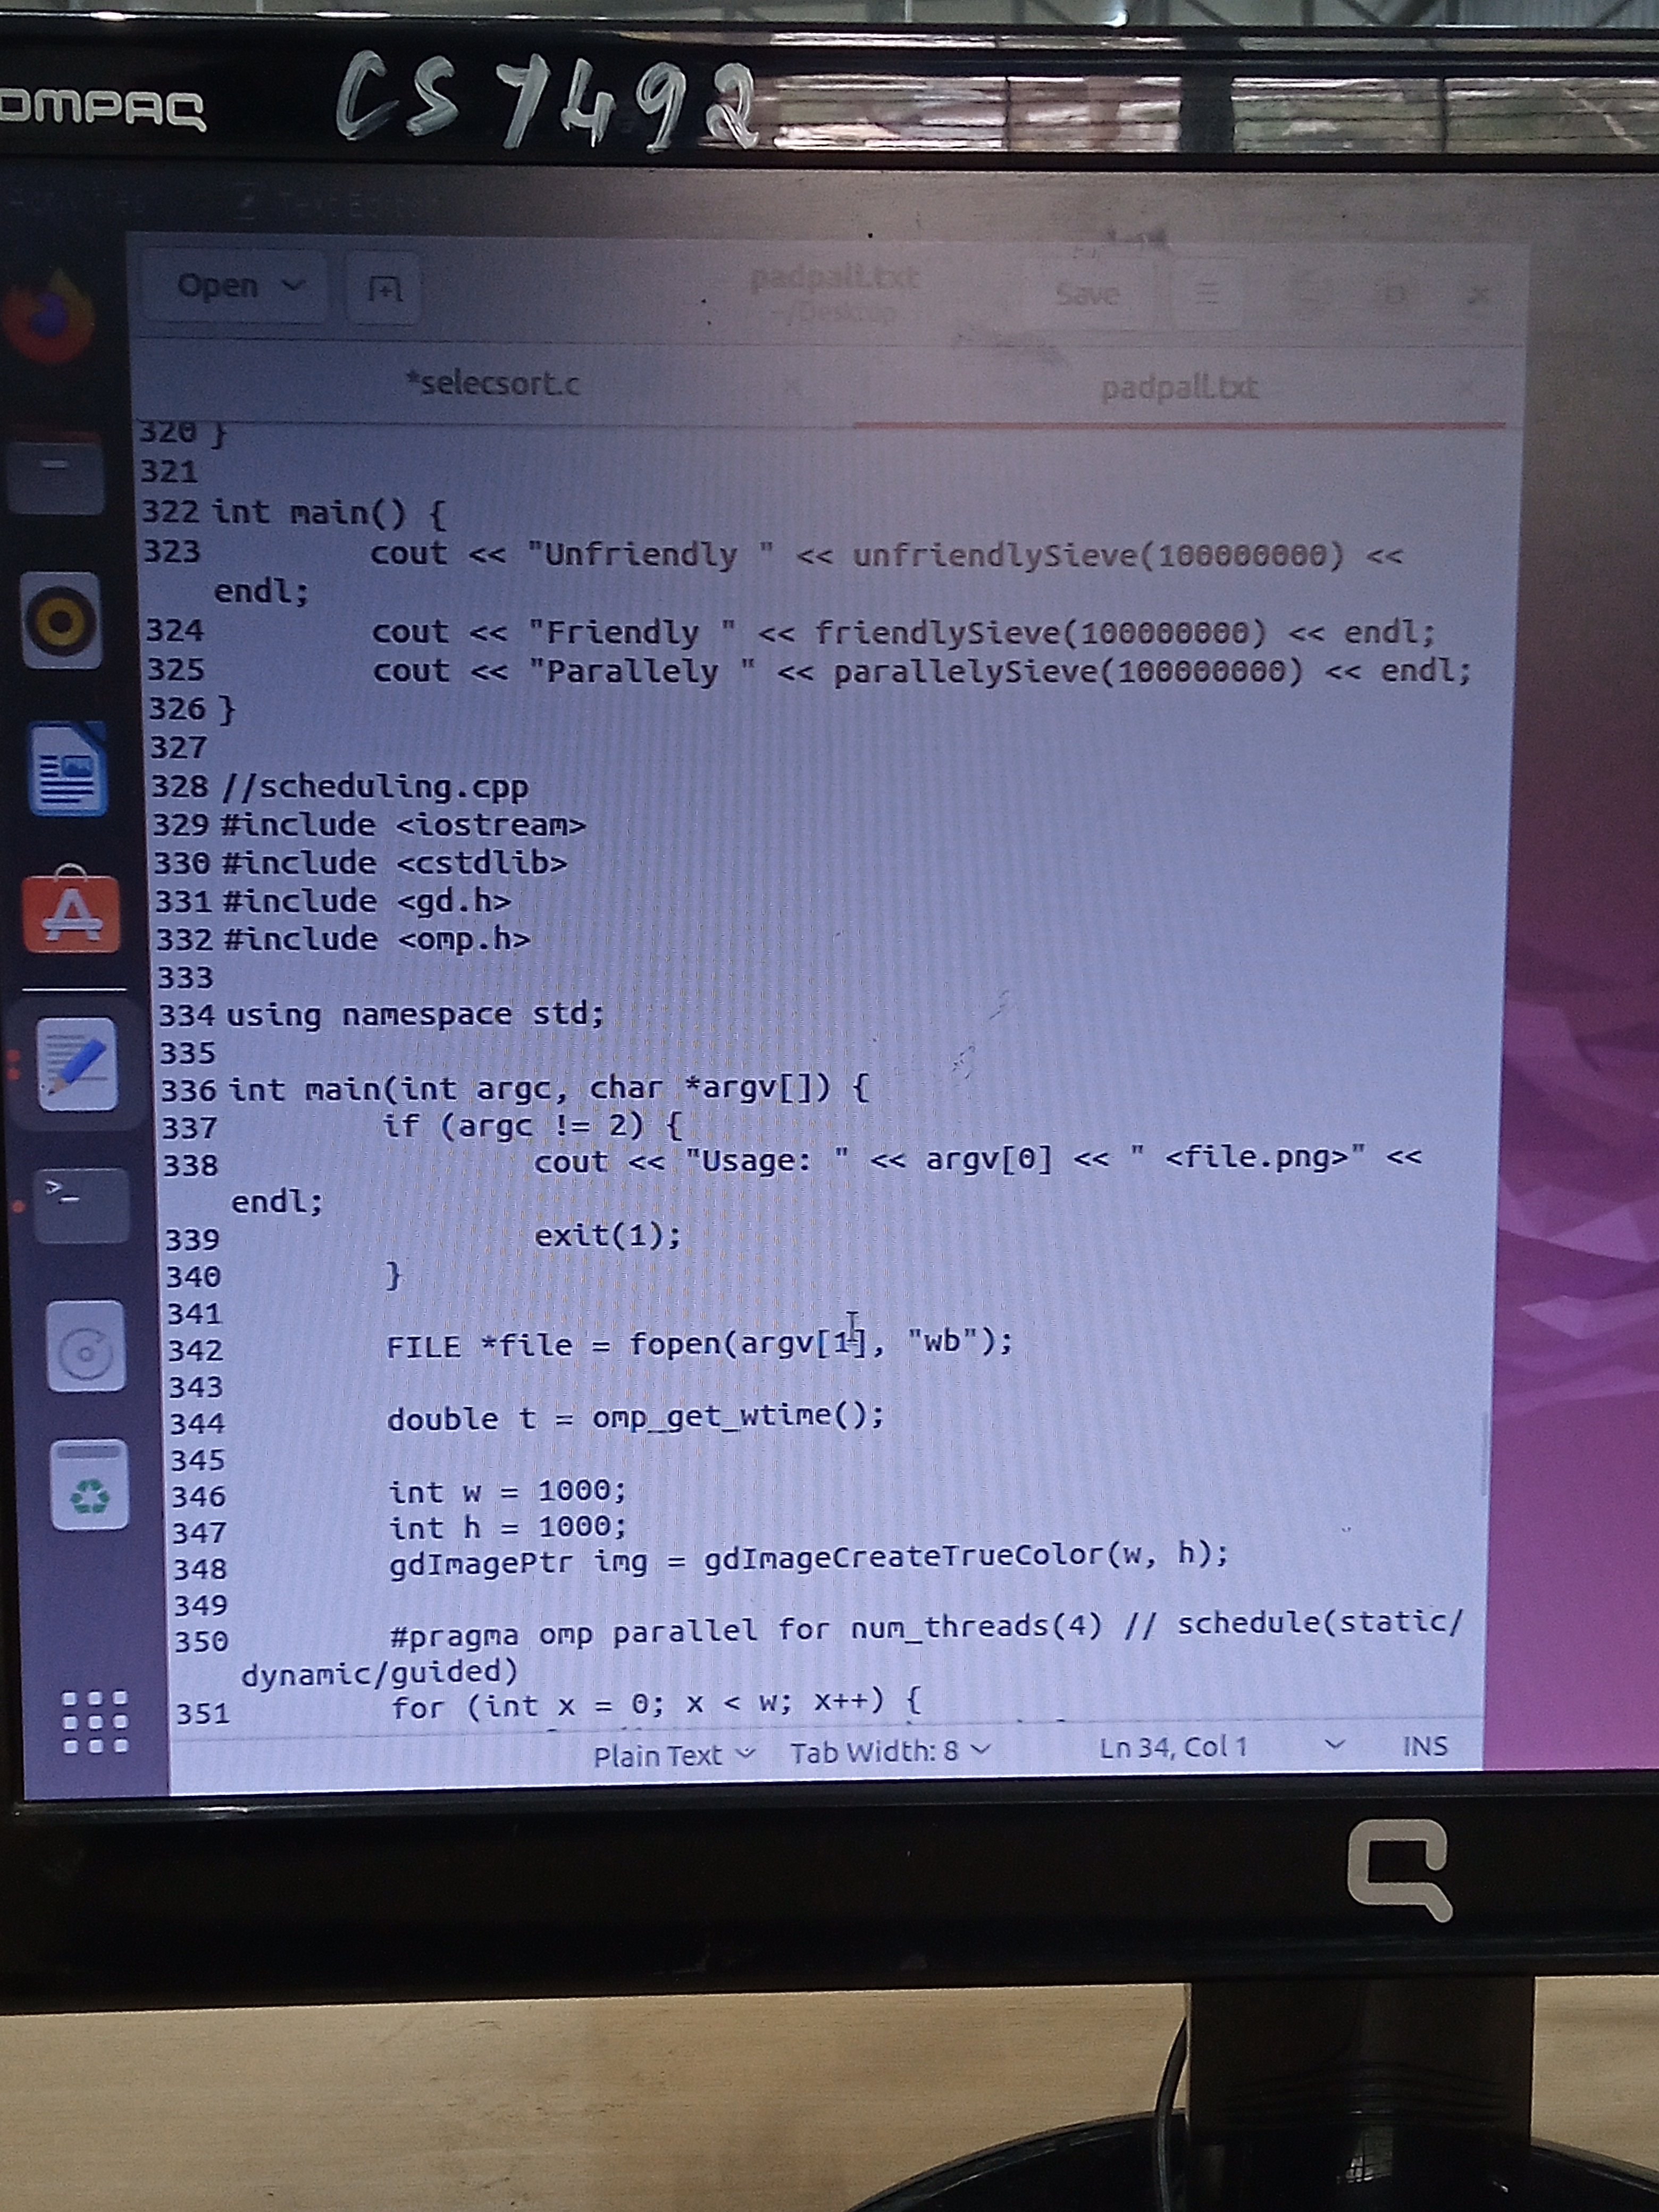 OMPAQ
CS7492
Open
padpall.txt
~/Desktop
Save
*selecsort.c
padpall.txt
320 }
321
322 int main() {
323 cout << "Unfriendly " << unfriendlySieve(100000000) <<
endl;
324 cout << "Friendly " << friendlySieve(100000000) << endl;
325 cout << "Parallely " << parallelySieve(100000000) << endl;
326 }
327
328 //scheduling.cpp
329 #include <iostream>
330 #include <cstdlib>
331 #include <gd.h>
332 #include <omp.h>
333
334 using namespace std;
335
336 int main(int argc, char *argv[]) {
337 if (argc != 2) {
338 cout << "Usage: " << argv[0] << " <file.png>" <<
endl;
339 exit(1);
340 }
341
342 FILE *file = fopen(argv[1], "wb");
343
344 double t = omp_get_wtime();
345
346 int w = 1000;
347 int h = 1000;
348 gdImagePtr img = gdImageCreateTrueColor(w, h);
349
350 #pragma omp parallel for num_threads(4) // schedule(static/
dynamic/guided)
351 for (int x = 0; x < w; x++) {
Plain Text Tab Width: 8 Ln 34, Col 1 INS